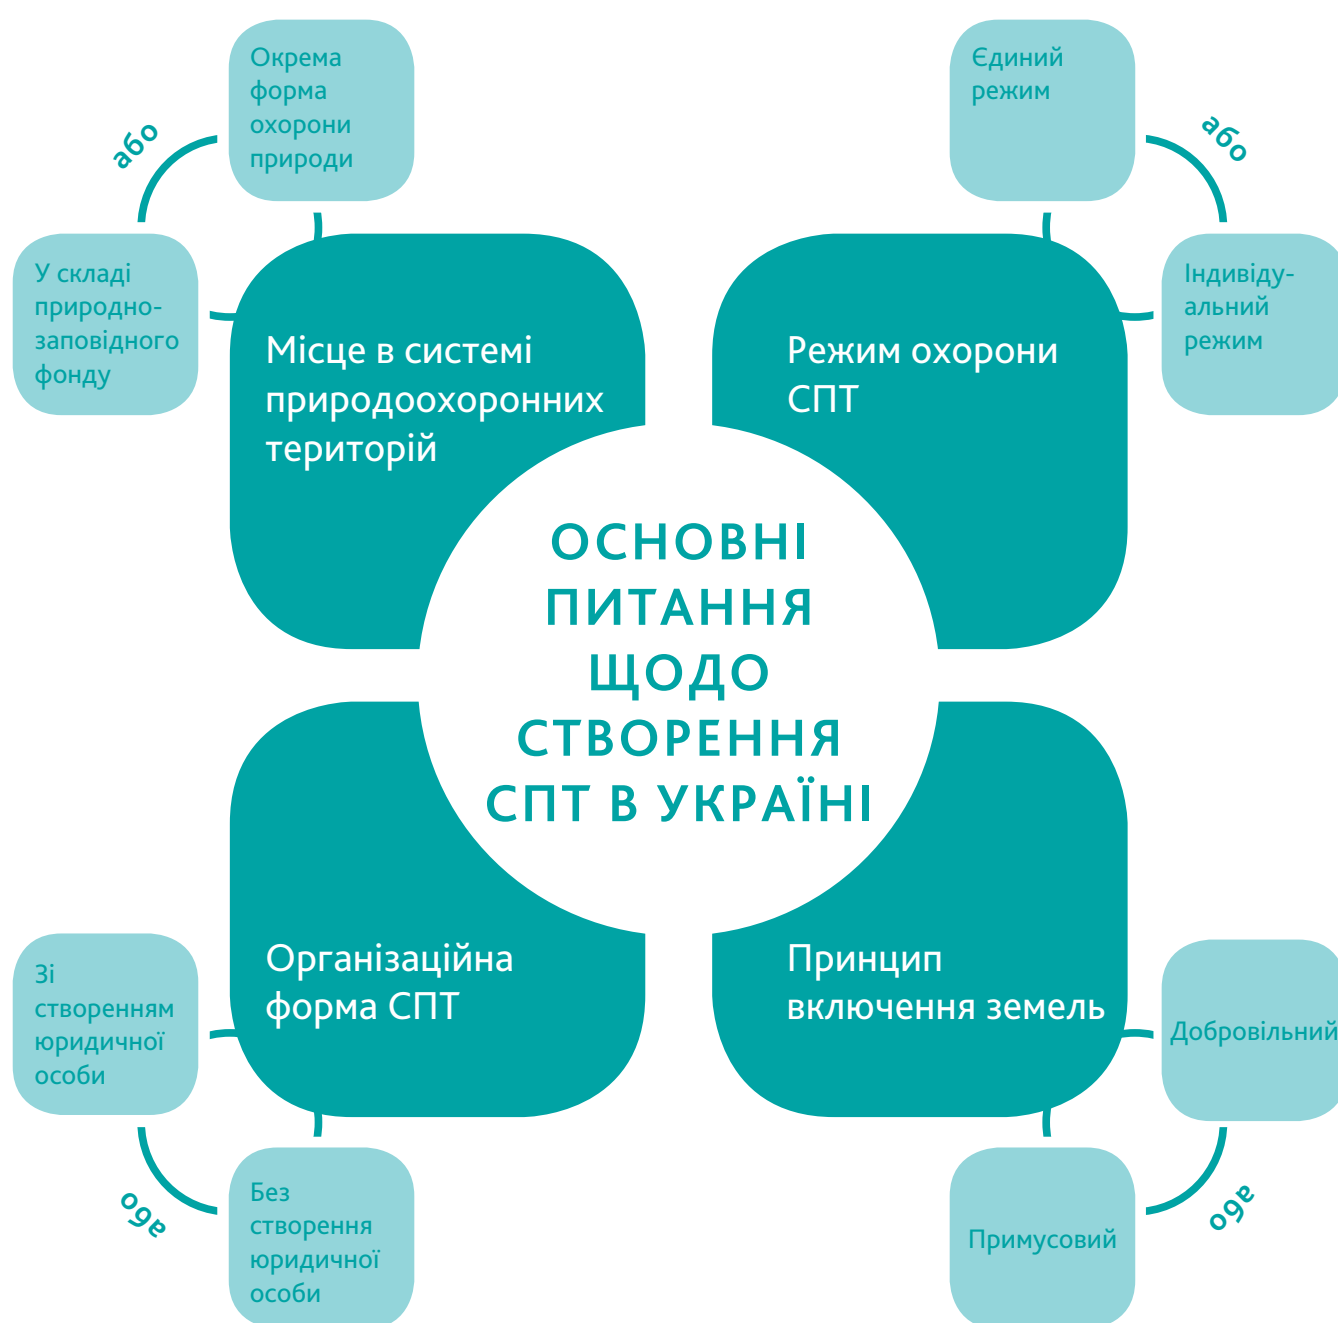 Окрема
форма
охорони
природи
або
У складі
природно-
заповідного
фонду
Місце в системі
природоохоронних
територій
Єдиний
режим
або
Індивіду-
альний
режим
Режим охорони
СПТ
ОСНОВНІ
ПИТАННЯ
ЩОДО
СТВОРЕННЯ
СПТ В УКРАЇНІ
Організаційна
форма СПТ
Зі
створенням
юридичної
особи
або
Без
створення
юридичної
особи
Принцип
включення земель
Добровільний
або
Примусовий